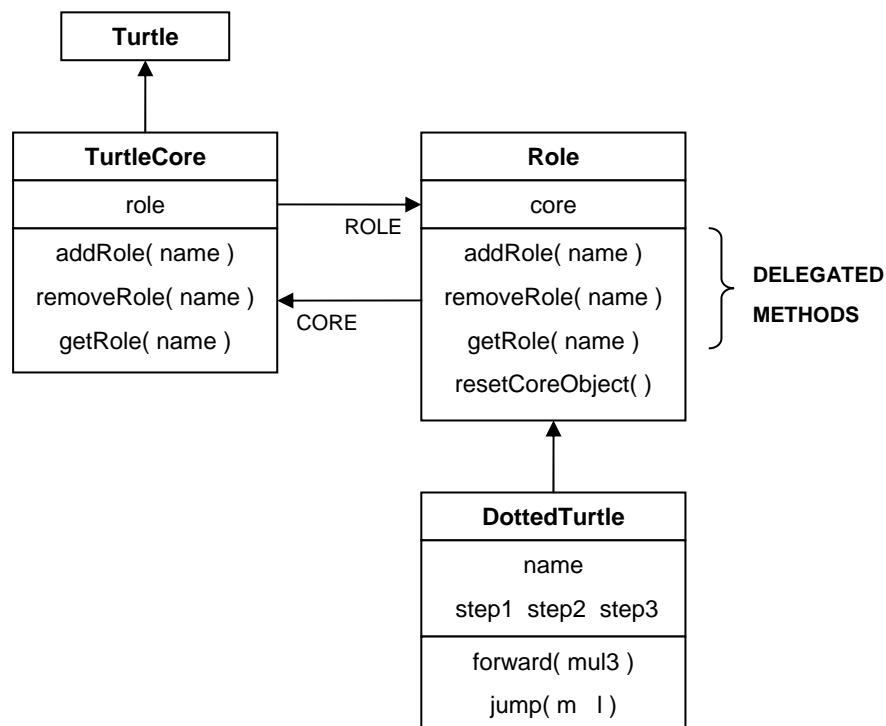 Turtle
TurtleCore
role
addRole( name )
removeRole( name )
getRole( name )
ROLE
CORE
Role
core
addRole( name )
removeRole( name )
getRole( name )
resetCoreObject( )
DELEGATED
METHODS
DottedTurtle
name
step1 step2 step3
forward( mul3 )
jump( m l )